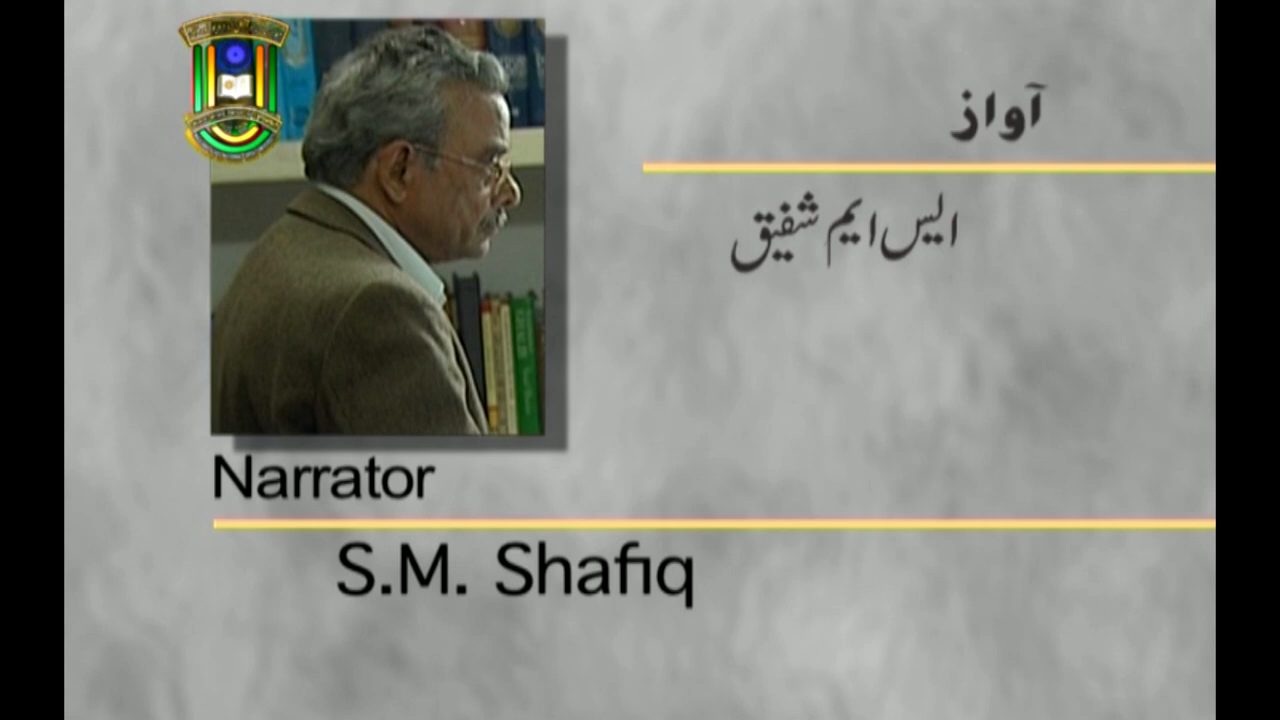 آواز
ایس ایم شفیق
Narrator
S.M. Shafiq